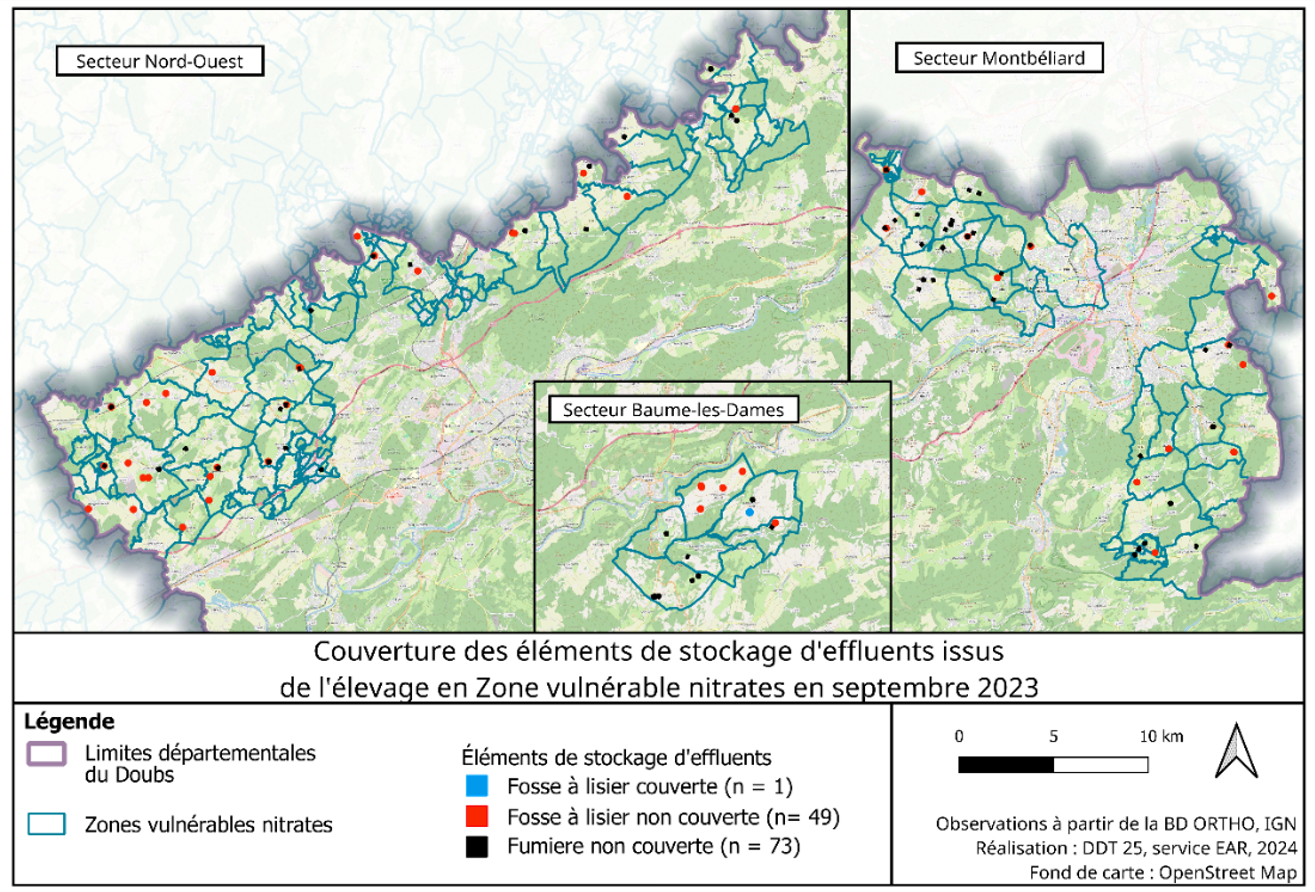 Secteur Nord-Ouest
Secteur Montbéliard
Secteur Baume-les-Dames
Couverture des éléments de stockage d'effluents issus
de l'élevage en Zone vulnérable nitrates en septembre 2023
Légende
Limites départementales
du Doubs
Zones vulnérables nitrates
Éléments de stockage d'effluents
Fosse à lisier couverte (n = 1)
Fosse à lisier non couverte (n= 49)
Fumiere non couverte (n = 73)
0 5 10 km
Observations à partir de la BD ORTHO, IGN
Réalisation : DDT 25, service EAR, 2024
Fond de carte : OpenStreet Map